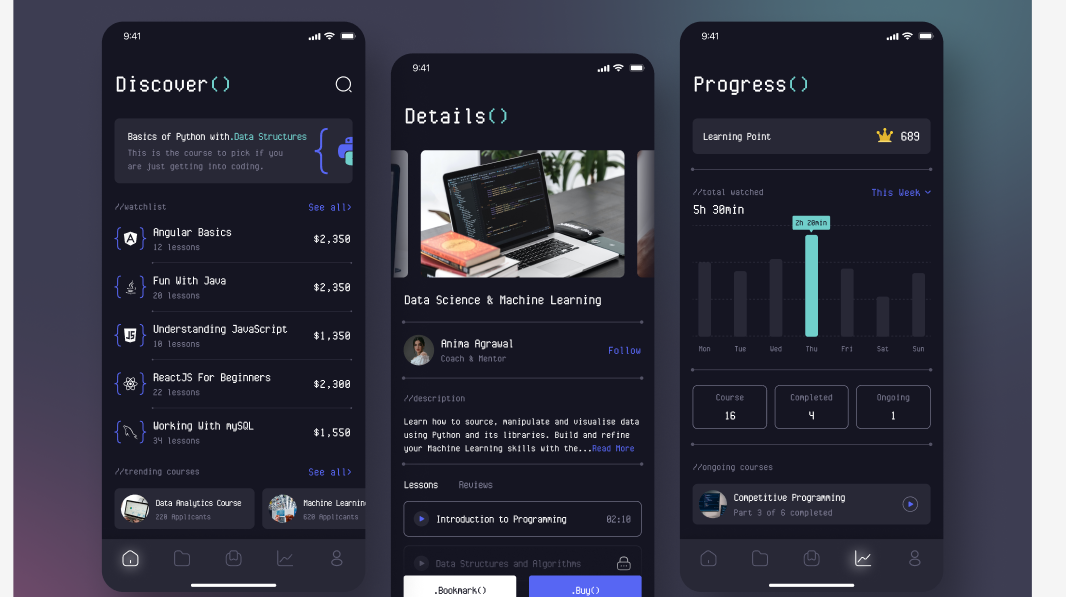 9:41
Discover()
Basics of Python with.Data Structures
This is the course to pick if you
are just getting into coding.
//watchlist
See all>
Angular Basics
12 lessons
$2,350
Fun With Java
20 lessons
$2,350
Understanding JavaScript
10 lessons
$1,350
ReactJS For Beginners
22 lessons
$2,300
Working With mySQL
34 lessons
$1,550
//trending courses
See all>
Data Analytics Course
220 Applicants
Machine Learnin
620 Applicants
9:41
Details()
Data Science & Machine Learning
Anima Agrawal
Coach & Mentor
Follow
//description
Learn how to source, manipulate and visualise data
using Python and its libraries. Build and refine
your Machine Learning skills with the...Read More
Lessons
Reviews
Introduction to Programming
02:10
Data Structures and Algorithms
.Bookmark()
.Buy()
9:41
Progress()
Learning Point
689
//total watched
This Week
5h 30min
2h 20min
Mon Tue Wed Thu Fri Sat Sun
Course
16
Completed
4
Ongoing
1
//ongoing courses
Competitive Programming
Part 3 of 6 completed